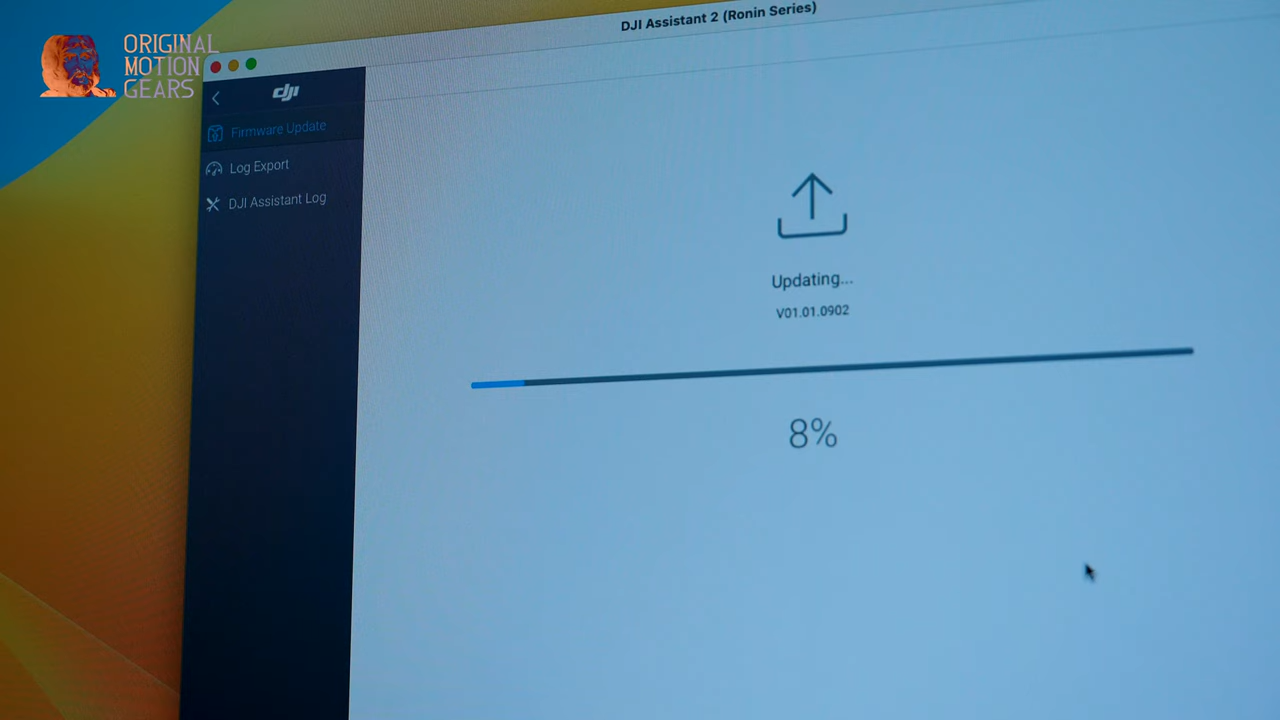 ORIGINAL
MOTION
GEARS
DJI Assistant 2 (Ronin Series)
dji
Firmware Update
Log Export
DJI Assistant Log
Updating...
V01.01.0902
8%